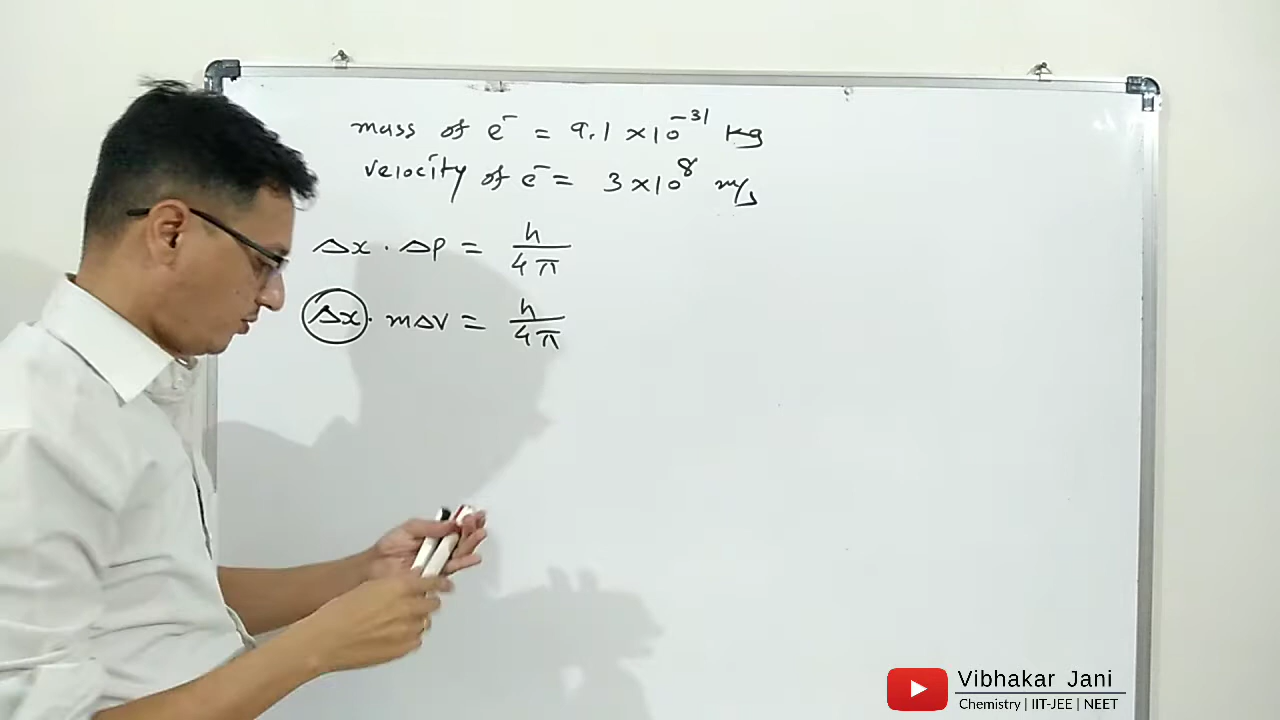 mass of e⁻ = 9.1 × 10⁻³¹ kg
velocity of e⁻ = 3 × 10⁸ m/s
Δx · Δp = h / 4π
Δx · mΔv = h / 4π
Vibhakar Jani
Chemistry | IIT-JEE | NEET